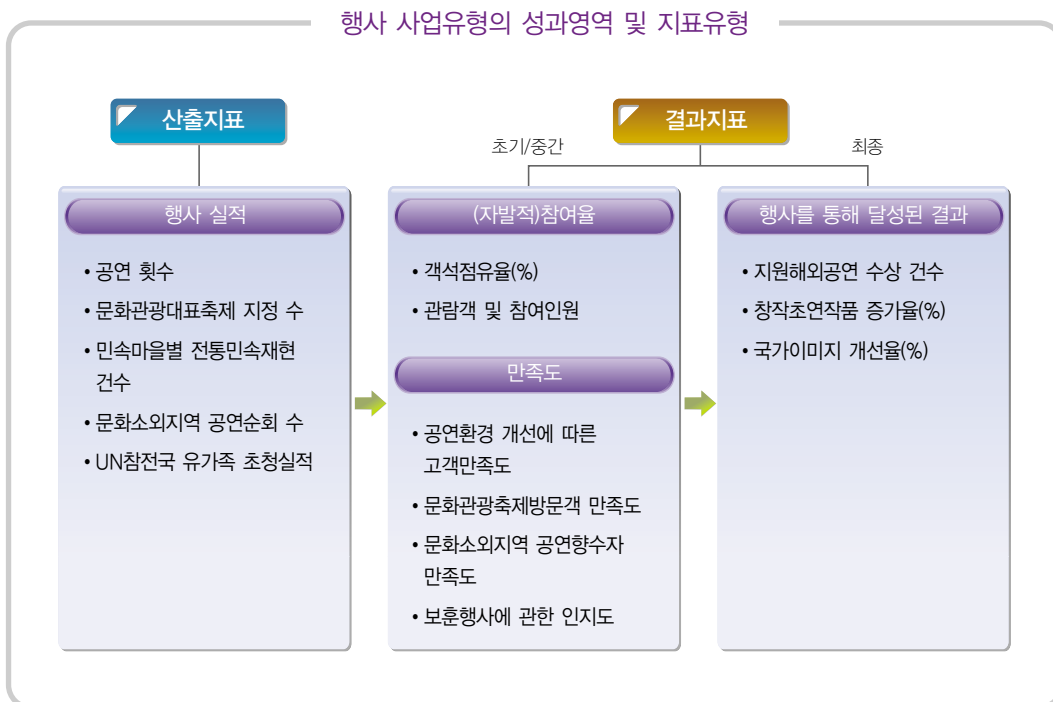 행사 사업유형의 성과영역 및 지표유형
산출지표
결과지표
초기/중간
최종
행사 실적
• 공연 횟수
• 문화관광대표축제 지정 수
• 민속마을별 전통민속재현
건수
• 문화소외지역 공연순회 수
• UN참전국 유가족 초청실적
(자발적)참여율
• 객석점유율(%)
• 관람객 및 참여인원
만족도
• 공연환경 개선에 따른
고객만족도
• 문화관광축제방문객 만족도
• 문화소외지역 공연향수자
만족도
• 보훈행사에 관한 인지도
행사를 통해 달성된 결과
• 지원해외공연 수상 건수
• 창작초연작품 증가율(%)
• 국가이미지 개선율(%)